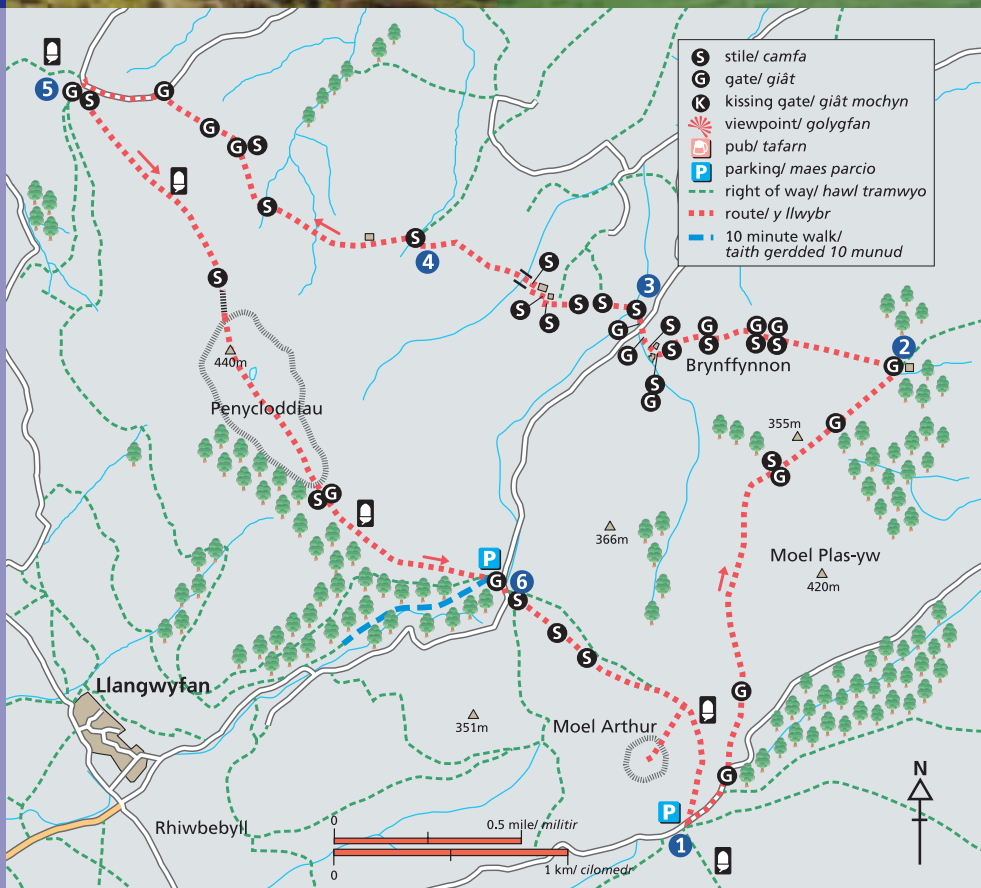 S stile/ camfa
G gate/ giât
K kissing gate/ giât mochyn
viewpoint/ golygfan
pub/ tafarn
P parking/ maes parcio
right of way/ hawl tramwyo
route/ y llwybr
10 minute walk/
taith gerdded 10 munud
5
G
S
G
G
G S
S
S
4
S
S
S
S
S
S
S
3
G
G
S
S
S
G
G
S
G G
S S
Brynffynnon
2
G
440m
Penycloddiau
355m
G
S
G
S G
366m
Moel Plas-yw
420m
P
G 6
S
S
S
Llangwyfan
351m
Moel Arthur
G
G
Rhiwbebyll
P
1
N
0
0.5 mile/ militir
1 km/ cilomedr
0